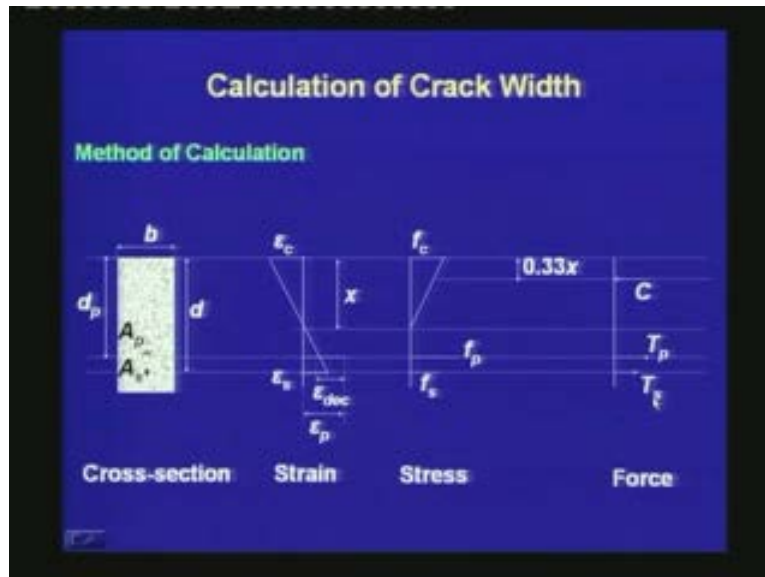 Calculation of Crack Width
Method of Calculation
b
εc
fc
0.33x
x
C
dp
d
Ap
As
fp
Tp
εs
εdec
fs
Ts
εp
Cross-section Strain Stress Force